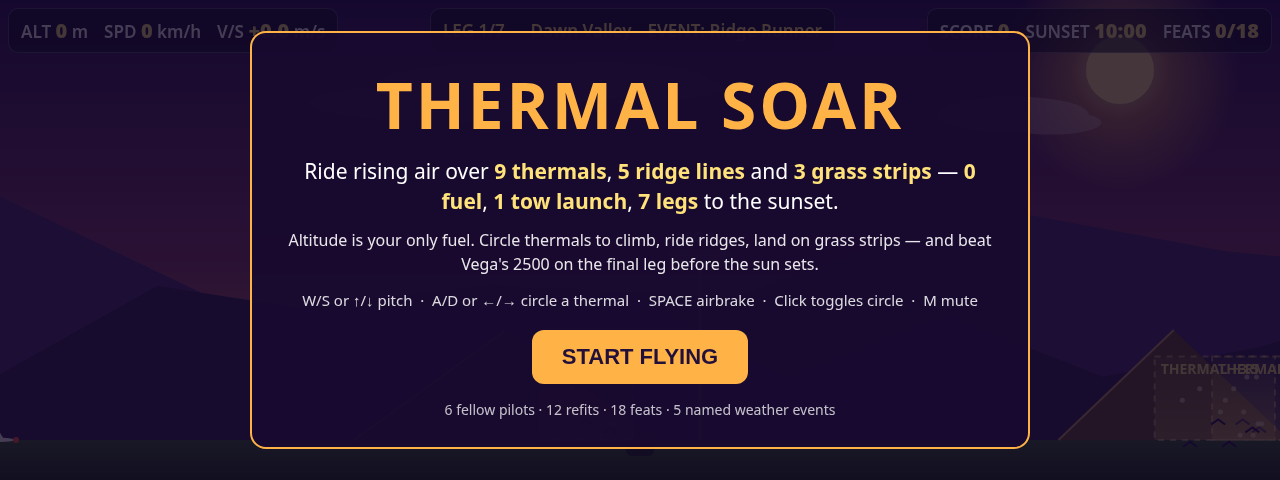 ALT 0 m SPD 0 km/h V/S +0.0 m/s
LEG 1/7 Dawn Valley EVENT: Ridge Runner
SCORE 0 SUNSET 10:00 FEATS 0/18
THERMAL SOAR
Ride rising air over 9 thermals, 5 ridge lines and 3 grass strips — 0
fuel, 1 tow launch, 7 legs to the sunset.
Altitude is your only fuel. Circle thermals to climb, ride ridges, land on grass strips — and beat
Vega's 2500 on the final leg before the sun sets.
W/S or ↑/↓ pitch · A/D or ←/→ circle a thermal · SPACE airbrake · Click toggles circle · M mute
START FLYING
6 fellow pilots · 12 refits · 18 feats · 5 named weather events